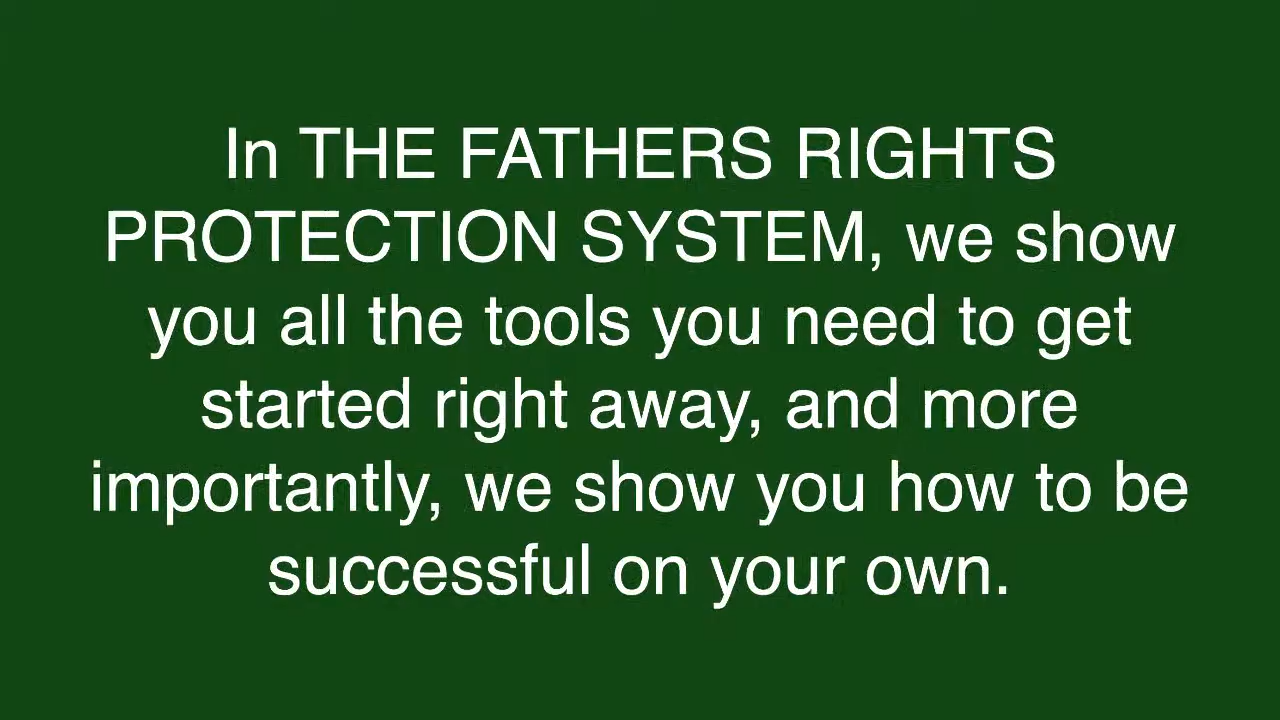 In THE FATHERS RIGHTS
PROTECTION SYSTEM, we show
you all the tools you need to get
started right away, and more
importantly, we show you how to be
successful on your own.